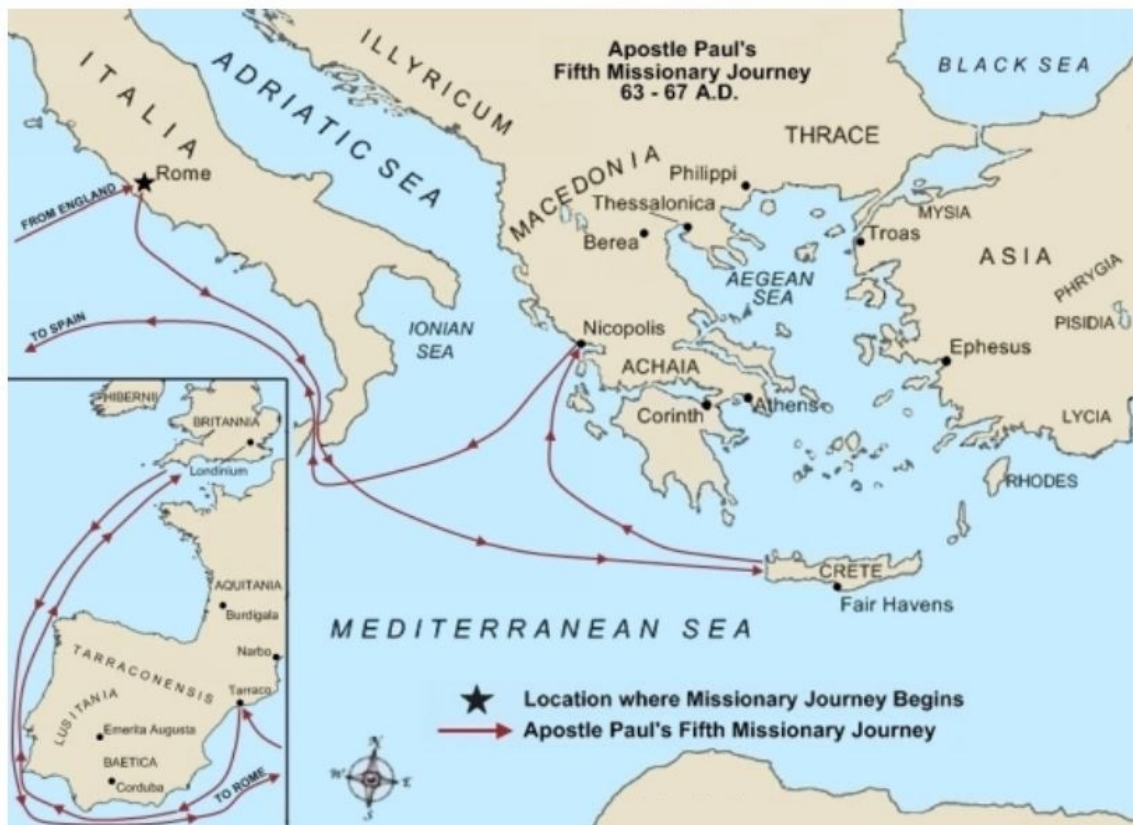 Apostle Paul's
Fifth Missionary Journey
63 - 67 A.D.
ITALIA
ADRIATIC SEA
ILLYRICUM
BLACK SEA
THRACE
MACEDONIA
Philippi
Thessalonica
Berea
Rome
FROM ENGLAND
MYSIA
Troas
ASIA
PHRYGIA
PISIDIA
AEGEAN
SEA
TO SPAIN
IONIAN
SEA
Nicopolis
ACHAIA
Ephesus
Corinth
Athens
LYCIA
RHODES
CRETE
Fair Havens
MEDITERRANEAN SEA
HIBERNII
BRITANNIA
Londinium
AQUITANIA
Burdigala
Narbo
TARRACONENSIS
Tarraco
LUSITANIA
Emerita Augusta
BAETICA
Corduba
TO ROME
N
W
E
S
Location where Missionary Journey Begins
Apostle Paul's Fifth Missionary Journey